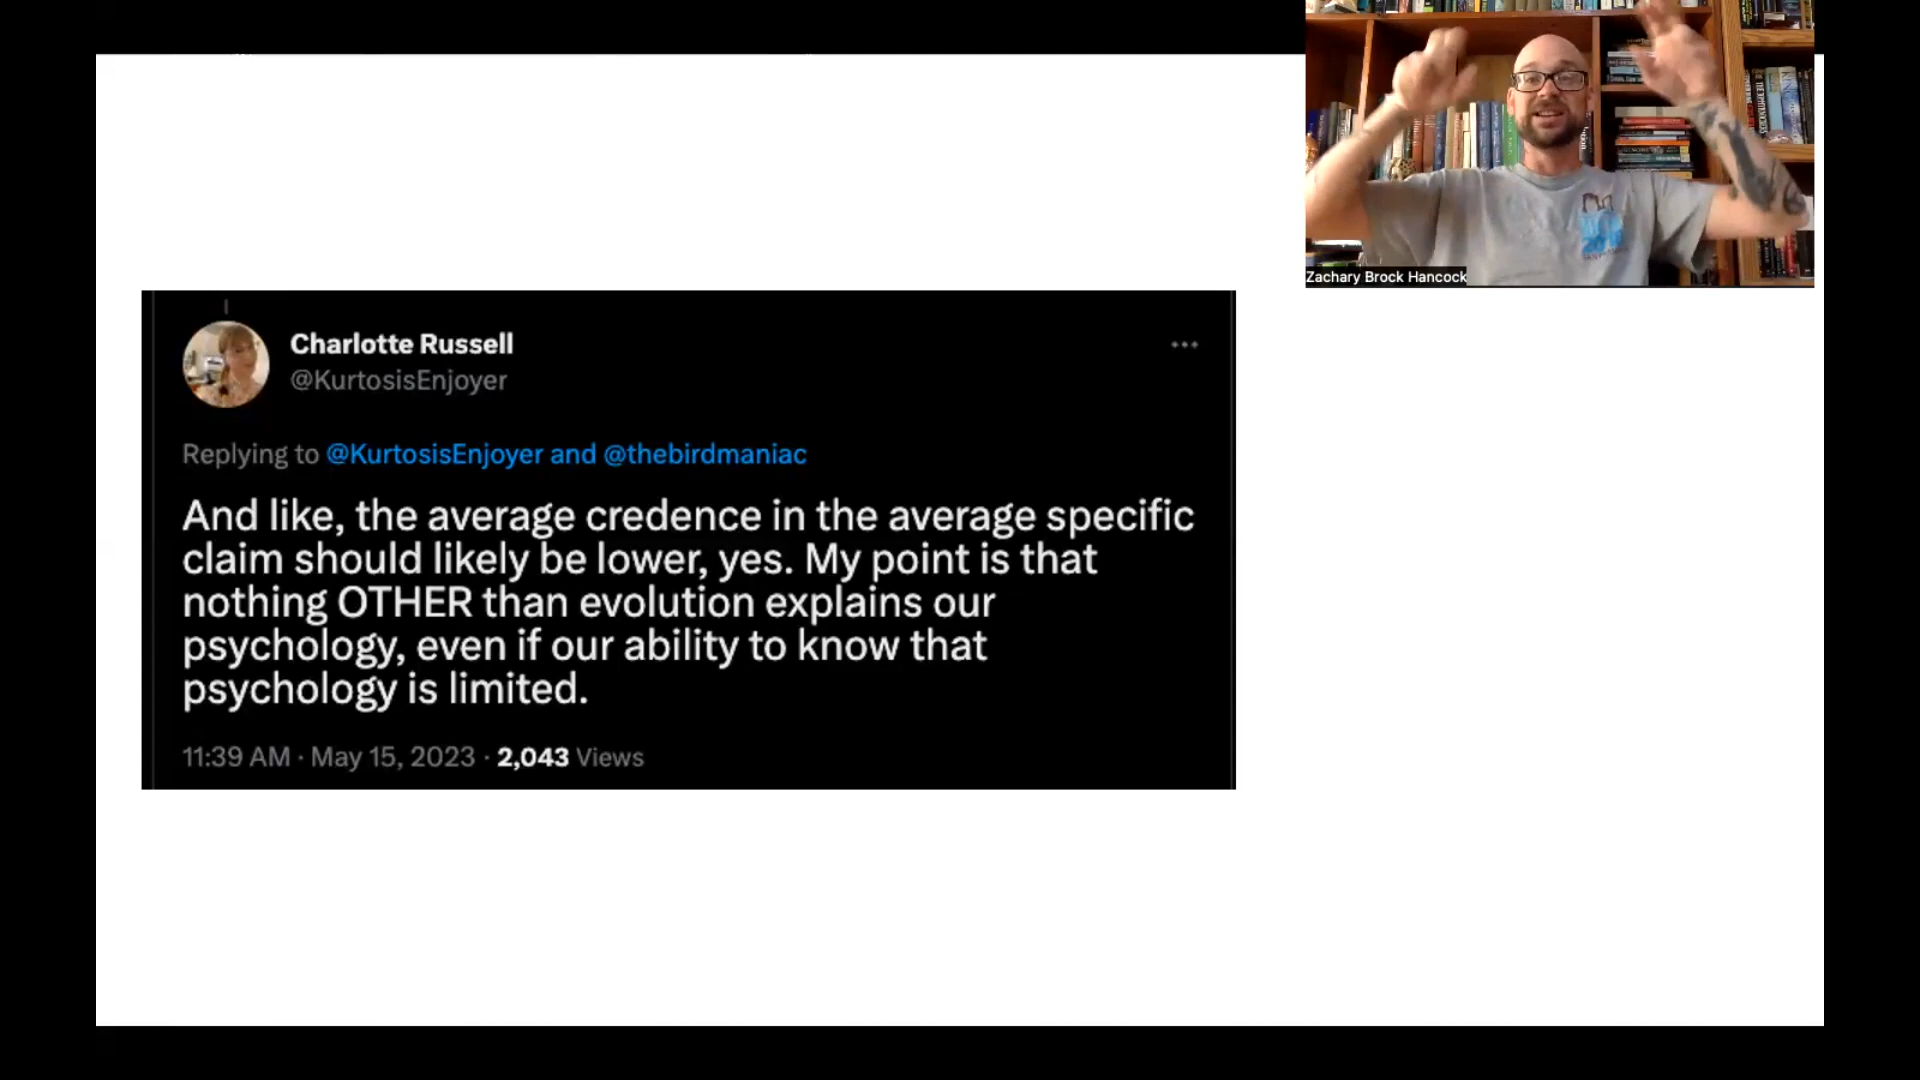 Zachary Brock Hancock
Charlotte Russell
@KurtosisEnjoyer
Replying to @KurtosisEnjoyer and @thebirdmaniac
And like, the average credence in the average specific
claim should likely be lower, yes. My point is that
nothing OTHER than evolution explains our
psychology, even if our ability to know that
psychology is limited.
11:39 AM · May 15, 2023 · 2,043 Views